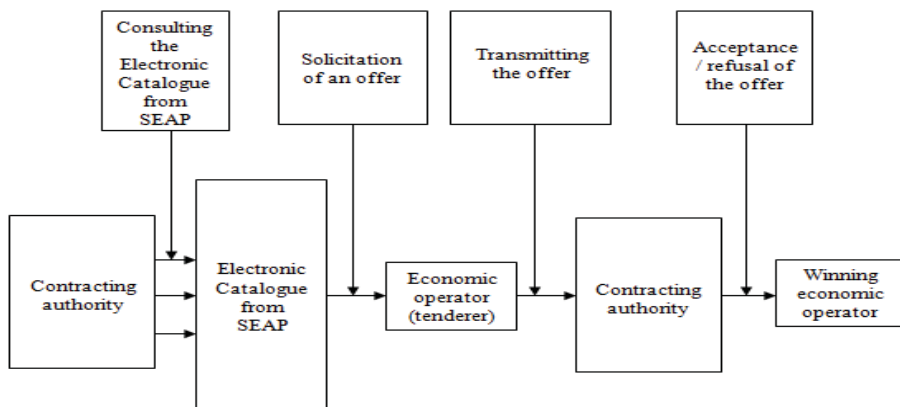 Consulting
the
Electronic
Catalogue
from
SEAP
Solicitation
of an offer
Transmitting
the offer
Acceptance
/ refusal of
the offer
Contracting
authority
Electronic
Catalogue
from
SEAP
Economic
operator
(tenderer)
Contracting
authority
Winning
economic
operator